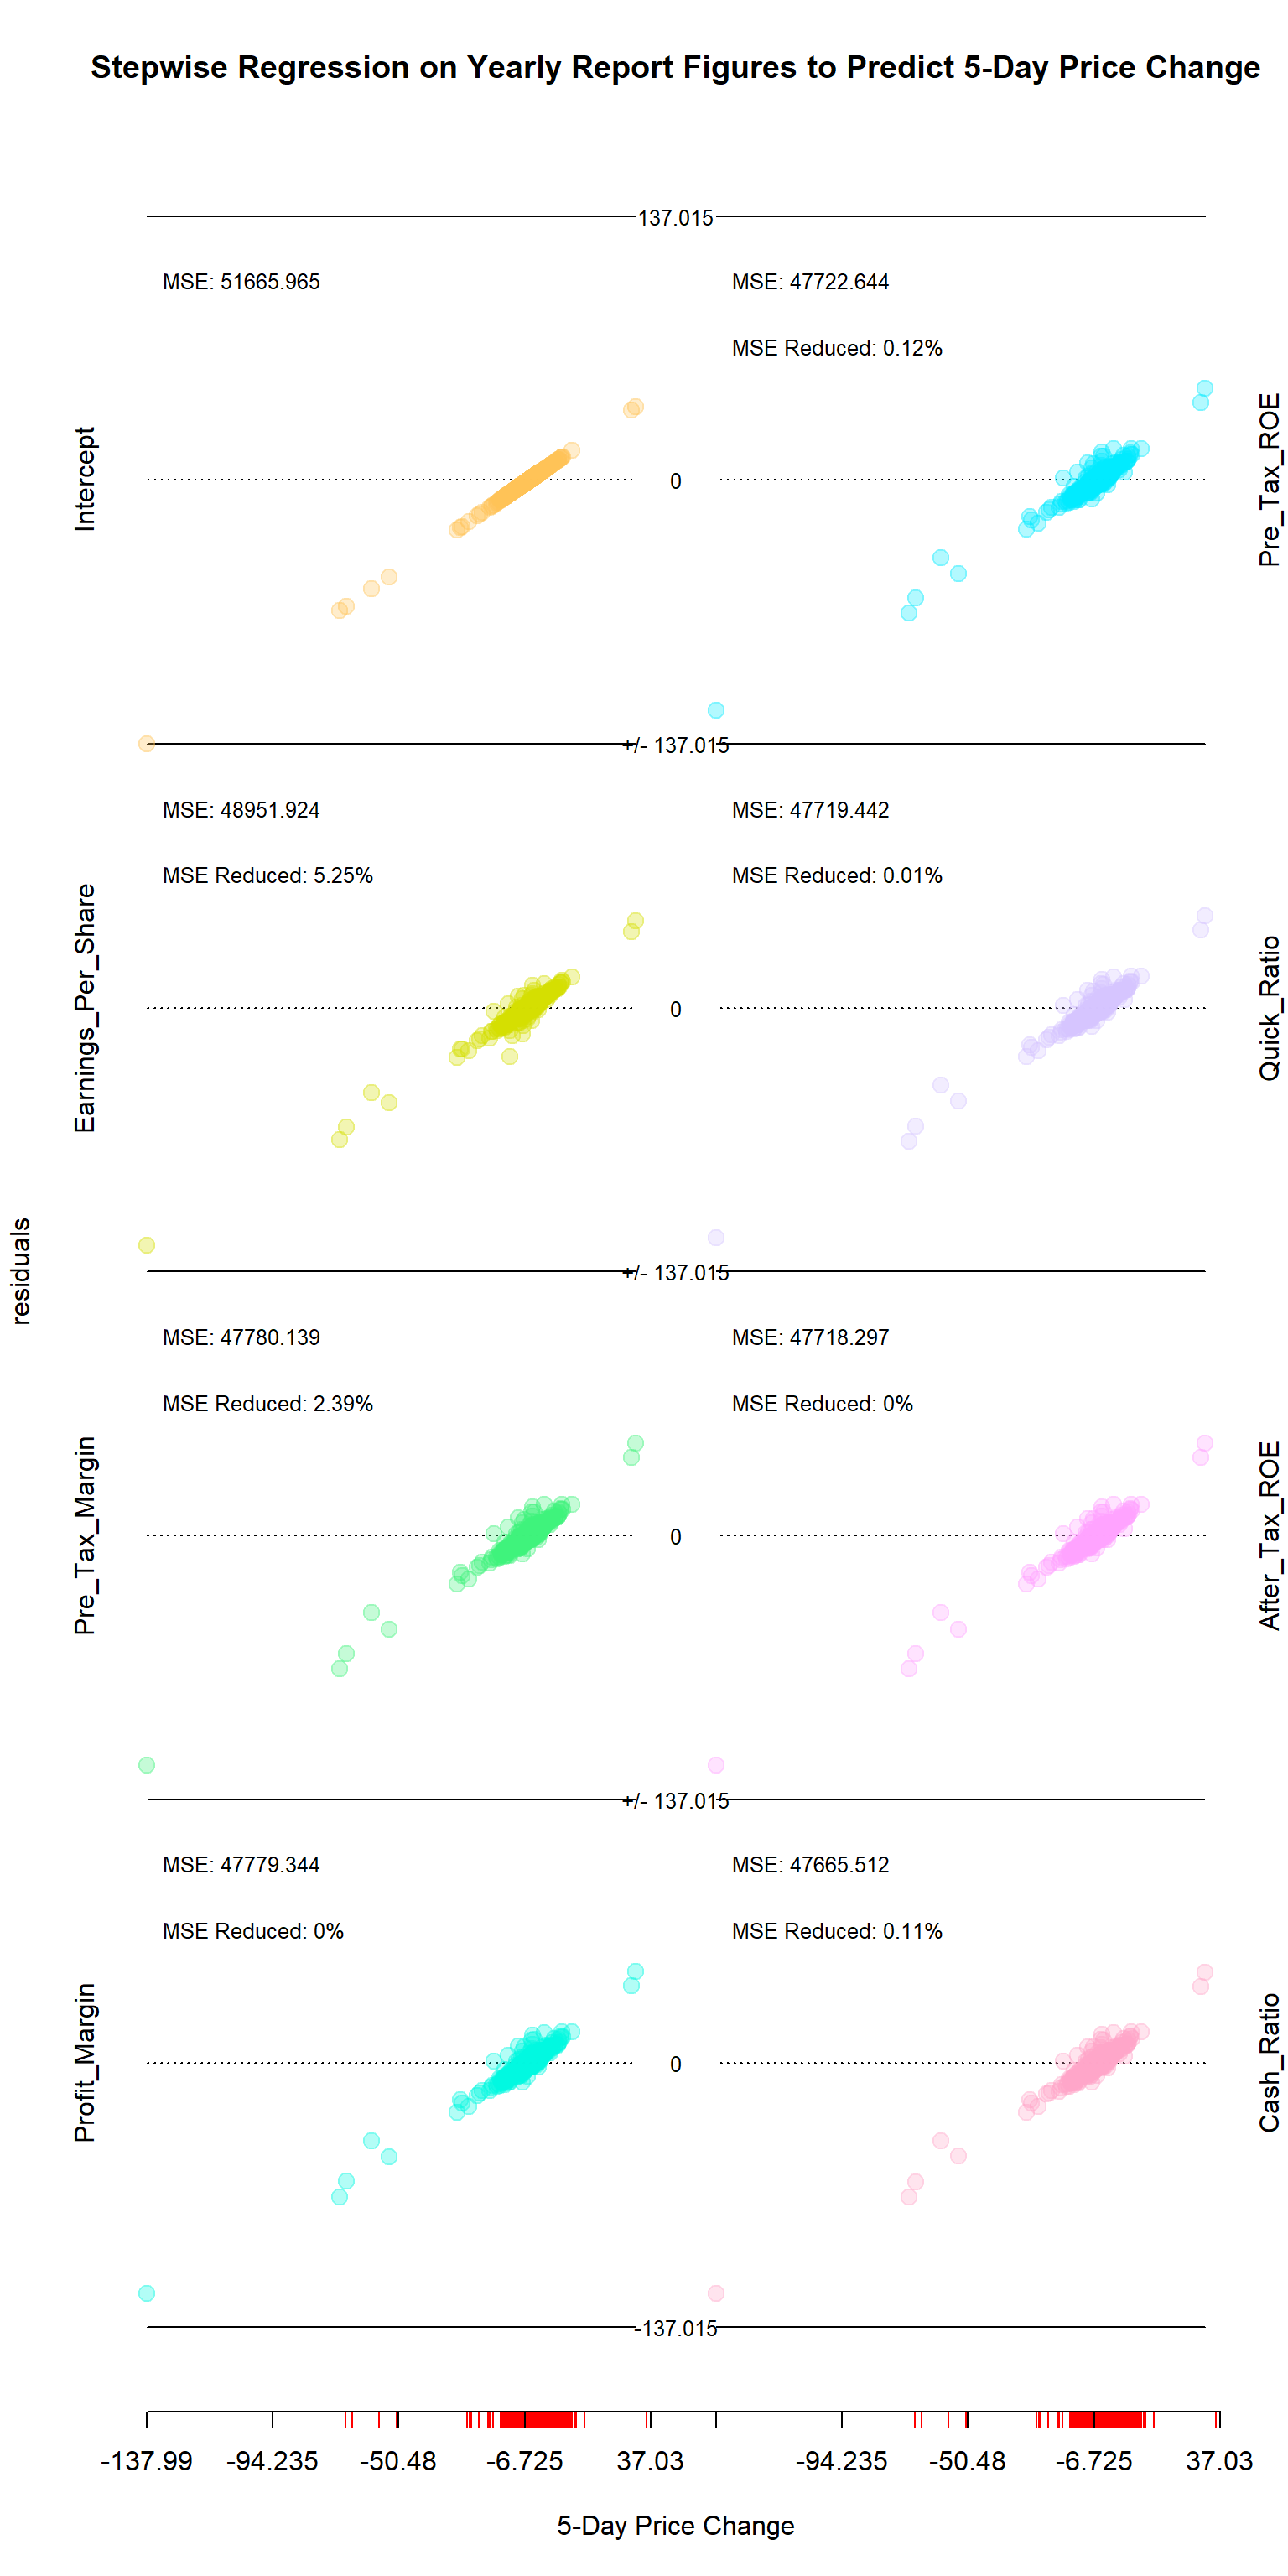 Stepwise Regression on Yearly Report Figures to Predict 5-Day Price Change
137.015
MSE: 51665.965
MSE: 47722.644
MSE Reduced: 0.12%
Intercept
0
Pre_Tax_ROE
+/- 137.015
MSE: 48951.924
MSE: 47719.442
MSE Reduced: 5.25%
MSE Reduced: 0.01%
Earnings_Per_Share
0
Quick_Ratio
residuals
+/- 137.015
MSE: 47780.139
MSE: 47718.297
MSE Reduced: 2.39%
MSE Reduced: 0%
Pre_Tax_Margin
0
After_Tax_ROE
+/- 137.015
MSE: 47779.344
MSE: 47665.512
MSE Reduced: 0%
MSE Reduced: 0.11%
Profit_Margin
0
Cash_Ratio
-137.015
-137.99 -94.235 -50.48 -6.725 37.03 -94.235 -50.48 -6.725 37.03
5-Day Price Change